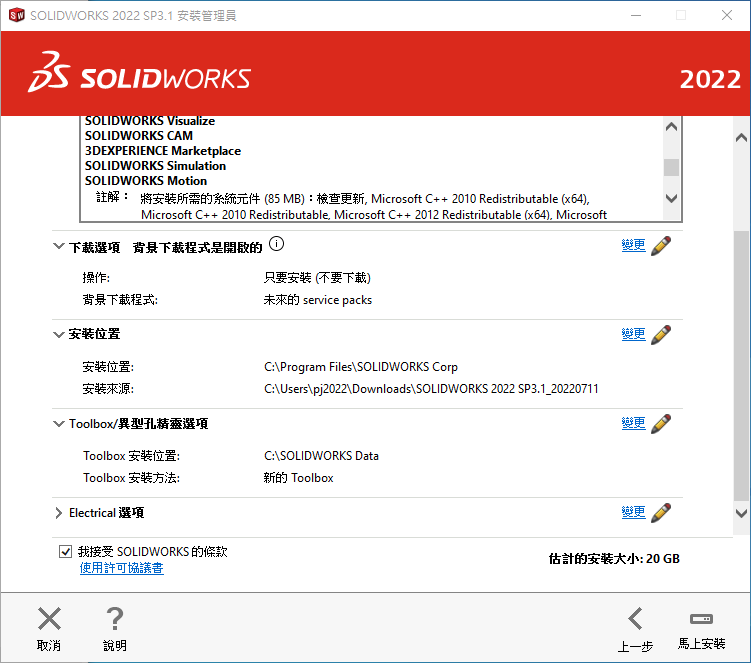 SOLIDWORKS 2022 SP3.1 安裝管理員
SOLIDWORKS
2022
SOLIDWORKS Visualize
SOLIDWORKS CAM
3DEXPERIENCE Marketplace
SOLIDWORKS Simulation
SOLIDWORKS Motion
註解： 將安裝所需的系統元件 (85 MB)：檢查更新, Microsoft C++ 2010 Redistributable (x64),
Microsoft C++ 2010 Redistributable, Microsoft C++ 2012 Redistributable (x64), Microsoft
下載選項 背景下載程式是開啟的 變更
操作: 只要安裝 (不要下載)
背景下載程式: 未來的 service packs
安裝位置 變更
安裝位置: C:\Program Files\SOLIDWORKS Corp
安裝來源: C:\Users\pj2022\Downloads\SOLIDWORKS 2022 SP3.1_20220711
Toolbox/異型孔精靈選項 變更
Toolbox 安裝位置: C:\SOLIDWORKS Data
Toolbox 安裝方法: 新的 Toolbox
Electrical 選項 變更
我接受 SOLIDWORKS 的條款
使用許可協議書
估計的安裝大小: 20 GB
取消 說明 上一步 馬上安裝